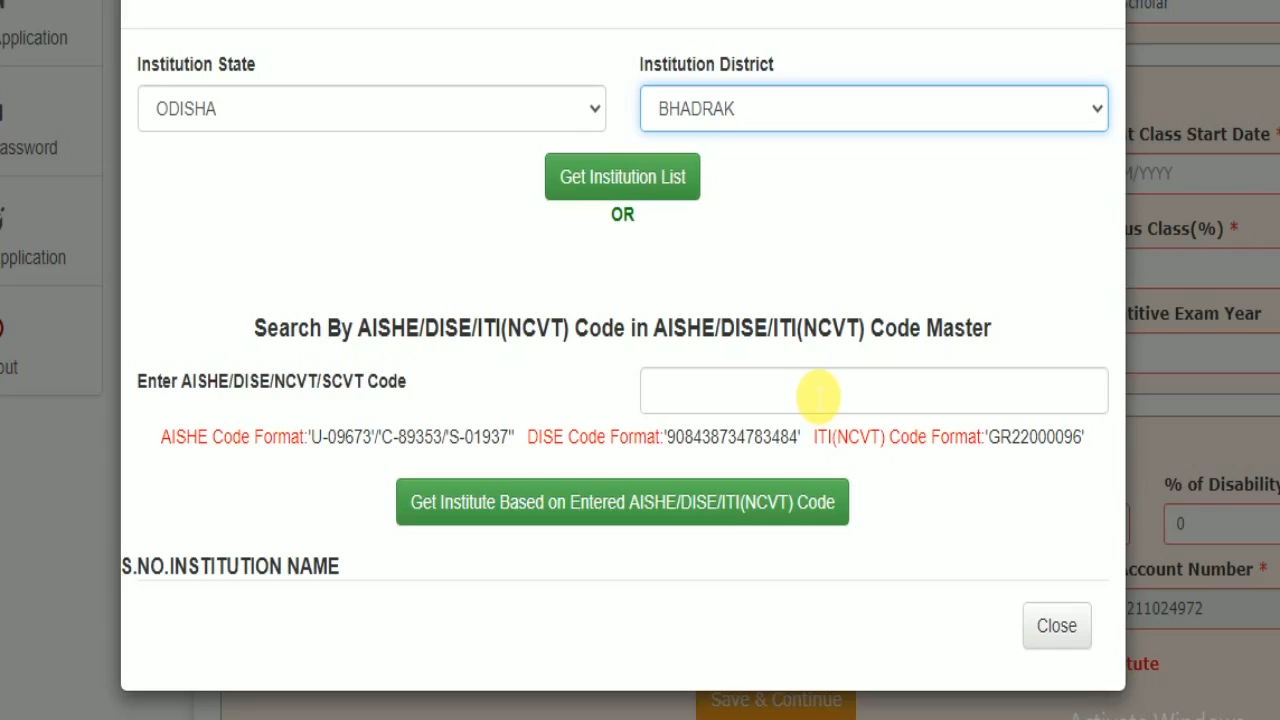 Scholar
Application
Institution State
Institution District
ODISHA
BHADRAK
t Class Start Date *
assword
M/YYYY
Get Institution List
OR
us Class(%) *
pplication
titive Exam Year
Search By AISHE/DISE/ITI(NCVT) Code in AISHE/DISE/ITI(NCVT) Code Master
out
Enter AISHE/DISE/NCVT/SCVT Code
AISHE Code Format:'U-09673'/'C-89353/'S-01937" DISE Code Format:'908438734783484' ITI(NCVT) Code Format:'GR22000096'
% of Disability
Get Institute Based on Entered AISHE/DISE/ITI(NCVT) Code
0
S.NO.INSTITUTION NAME
Account Number *
211024972
Close
tute
Save & Continue
Activate Windows